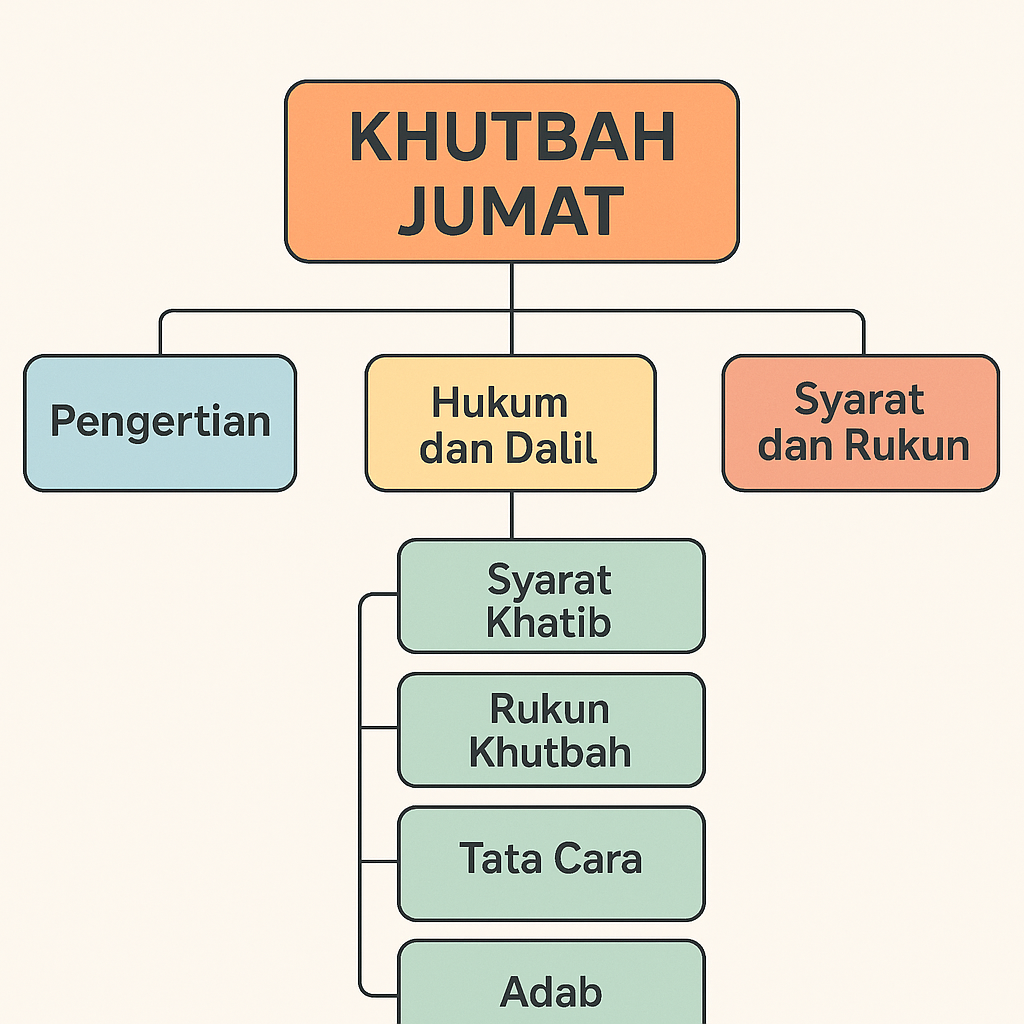 KHUTBAH
JUMAT
Pengertian
Hukum
dan Dalil
Syarat
dan Rukun
Syarat
Khatib
Rukun
Khutbah
Tata Cara
Adab